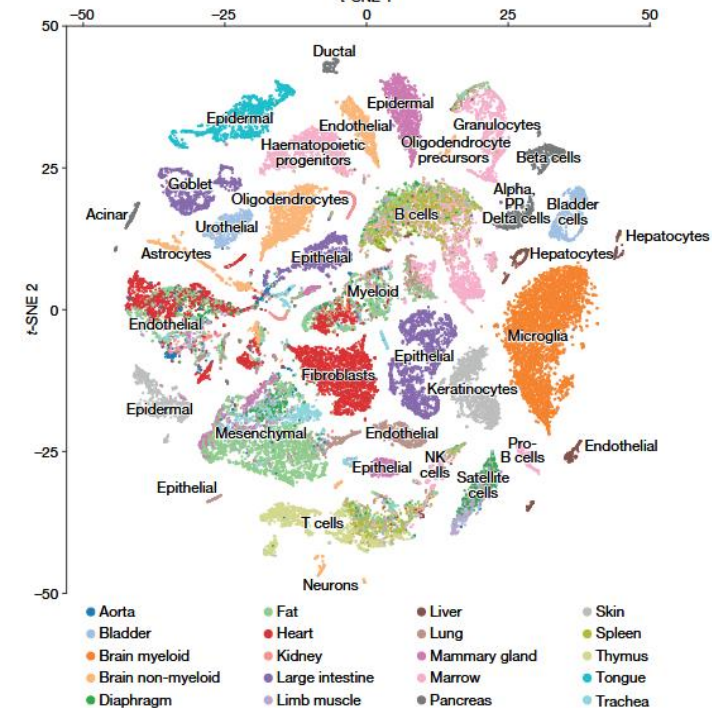 t-SNE 1
−50 −25 0 25 50
50
Ductal
Epidermal
Epidermal
Endothelial
Granulocytes
Haematopoietic
progenitors
Oligodendrocyte
precursors
Beta cells
25
Goblet
Oligodendrocytes
Alpha,
PP,
Delta cells
Bladder
cells
Acinar
B cells
Urothelial
Hepatocytes
Astrocytes
Epithelial
Hepatocytes
Myeloid
t-SNE 2
0
Endothelial
Microglia
Epithelial
Fibroblasts
Keratinocytes
Epidermal
Mesenchymal
Endothelial
−25
Pro-
B cells
Endothelial
NK
cells
Epithelial
Satellite
cells
Epithelial
T cells
Neurons
−50
Aorta Fat Liver Skin
Bladder Heart Lung Spleen
Brain myeloid Kidney Mammary gland Thymus
Brain non-myeloid Large intestine Marrow Tongue
Diaphragm Limb muscle Pancreas Trachea